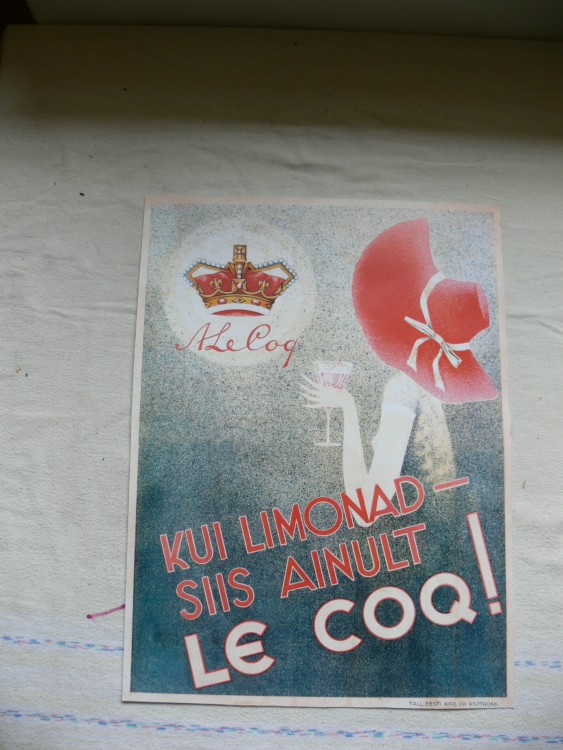 A Le Coq
KUI LIMONAD —
SIIS AINULT
LE COQ!